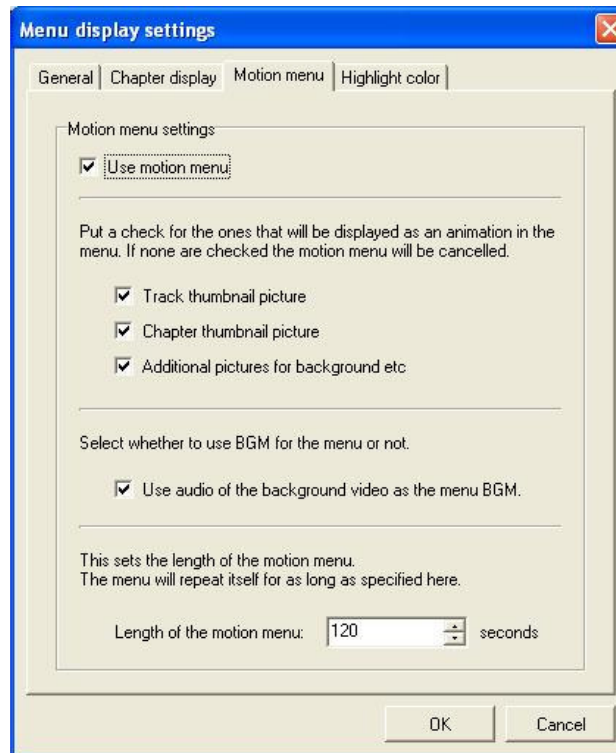 Menu display settings
General Chapter display Motion menu Highlight color
Motion menu settings
Use motion menu
Put a check for the ones that will be displayed as an animation in the
menu. If none are checked the motion menu will be cancelled.
Track thumbnail picture
Chapter thumbnail picture
Additional pictures for background etc
Select whether to use BGM for the menu or not.
Use audio of the background video as the menu BGM.
This sets the length of the motion menu.
The menu will repeat itself for as long as specified here.
Length of the motion menu: 120 seconds
OK Cancel